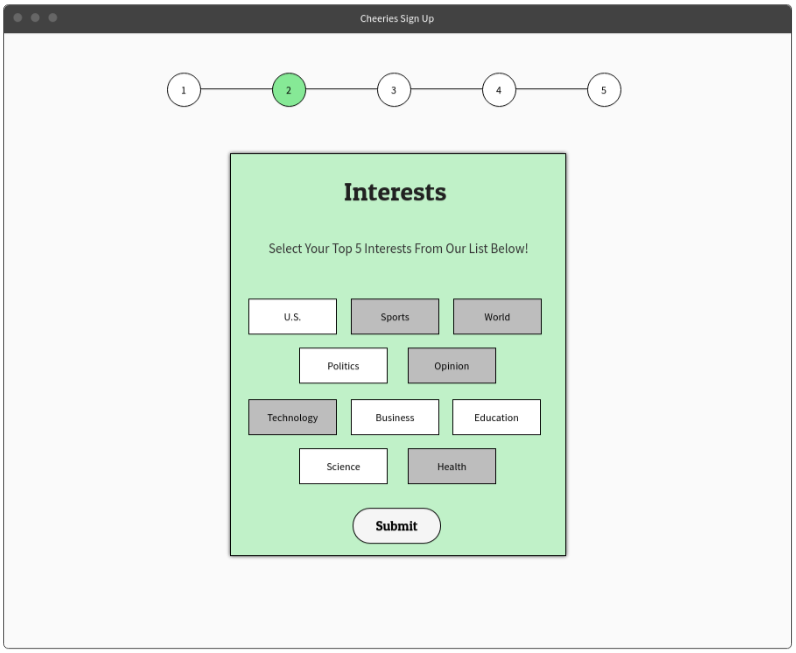 Cheeries Sign Up
1 2 3 4 5
Interests
Select Your Top 5 Interests From Our List Below!
U.S. Sports World
Politics Opinion
Technology Business Education
Science Health
Submit